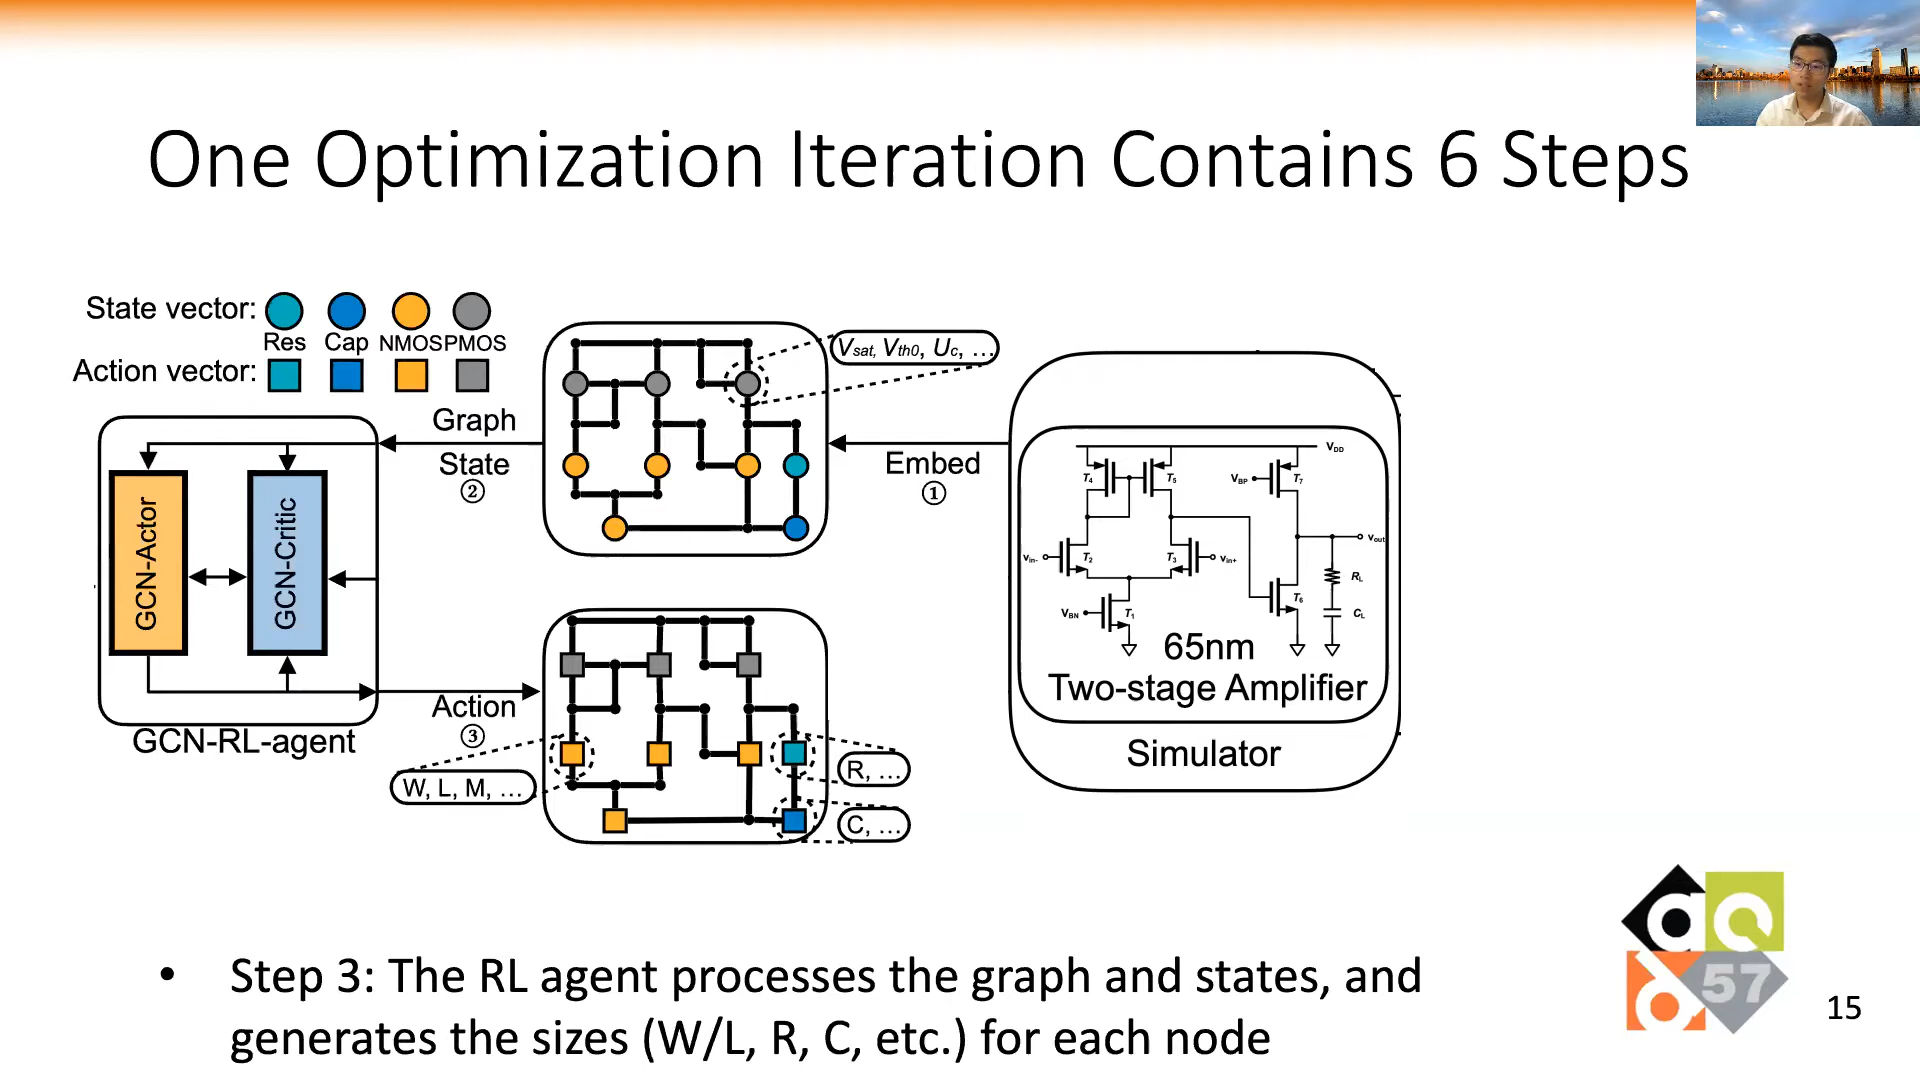 One Optimization Iteration Contains 6 Steps
State vector:
Res Cap NMOS PMOS
Action vector:
Graph
State
②
Vsat, Vth0, Uc, ...
Embed
①
GCN-Actor
GCN-Critic
GCN-RL-agent
Action
③
W, L, M, ...
R, ...
C, ...
VDD
T4
T5
VBP
T7
Vin-
T2
T3
Vin+
Vout
RL
T6
CL
VBN
T1
65nm
Two-stage Amplifier
Simulator
• Step 3: The RL agent processes the graph and states, and
generates the sizes (W/L, R, C, etc.) for each node
57
15